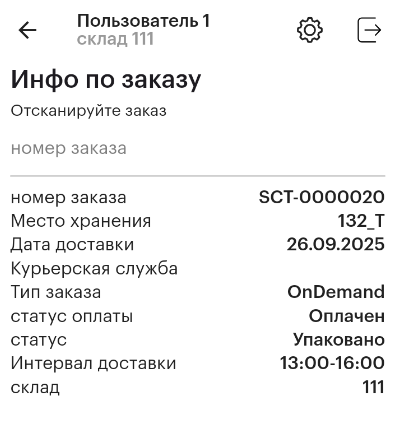 Пользователь 1
склад 111
Инфо по заказу
Отсканируйте заказ
номер заказа
номер заказа SCT-0000020
Место хранения 132_T
Дата доставки 26.09.2025
Курьерская служба
Тип заказа OnDemand
статус оплаты Оплачен
статус Упаковано
Интервал доставки 13:00-16:00
склад 111